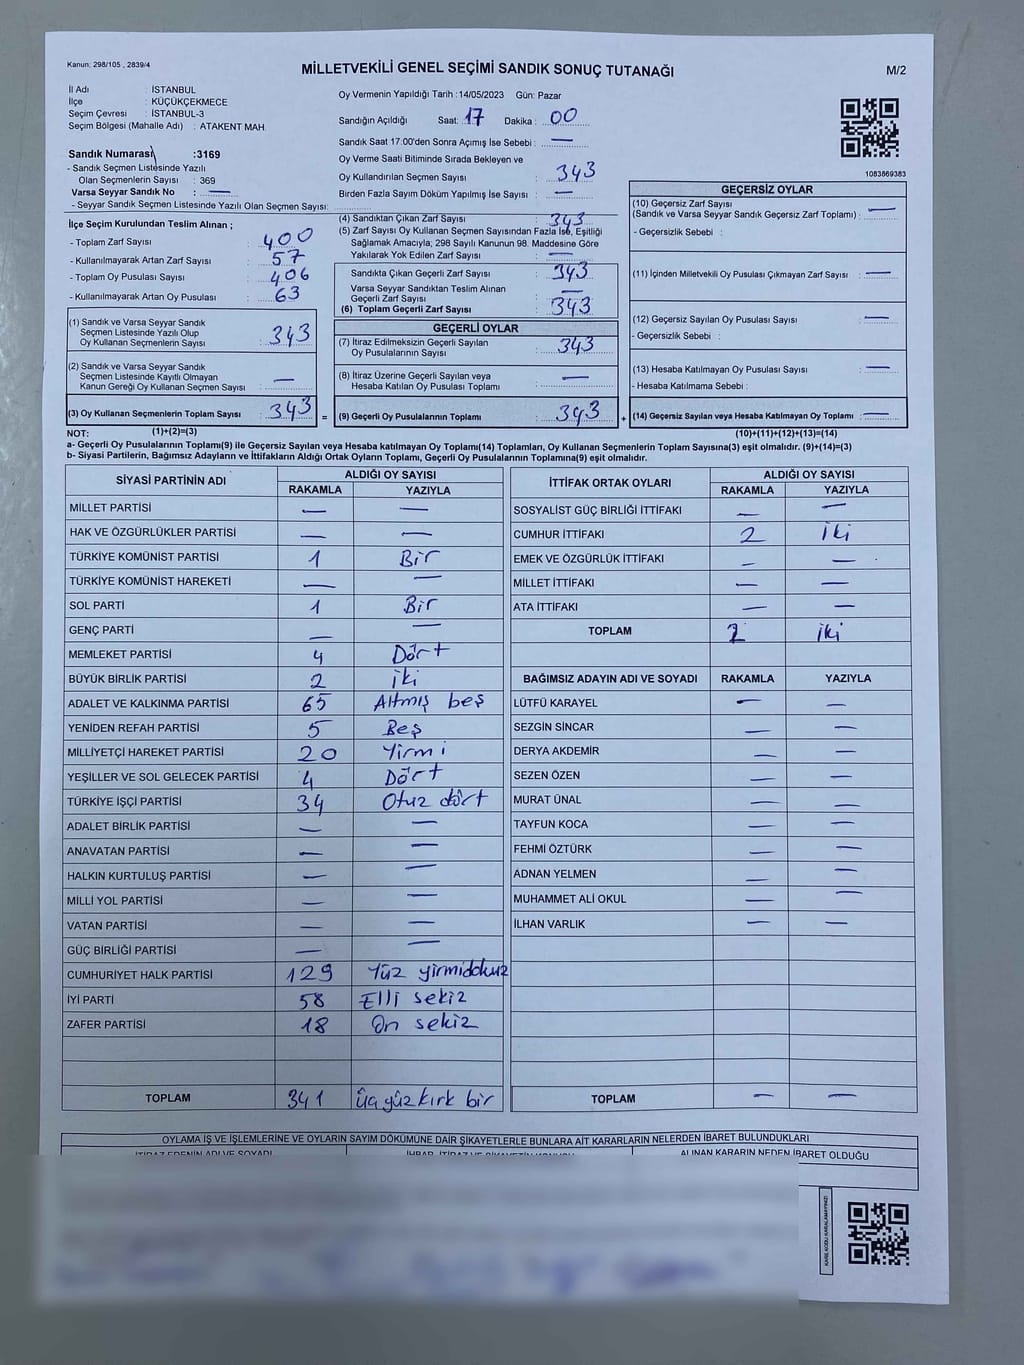 Kanun: 298/105 , 2839/4
MİLLETVEKİLİ GENEL SEÇİMİ SANDIK SONUÇ TUTANAĞI
M/2
İl Adı : İSTANBUL
İlçe : KÜÇÜKÇEKMECE
Seçim Çevresi : İSTANBUL-3
Seçim Bölgesi (Mahalle Adı) : ATAKENT MAH.
Sandık Numarası :3169
- Sandık Seçmen Listesinde Yazılı
Olan Seçmenlerin Sayısı : 369
Varsa Seyyar Sandık No : —
- Seyyar Sandık Seçmen Listesinde Yazılı Olan Seçmen Sayısı:
Oy Vermenin Yapıldığı Tarih :14/05/2023 Gün: Pazar
Sandığın Açıldığı Saat: 17 Dakika : 00
Sandık Saat 17:00'den Sonra Açımış İse Sebebi : —
Oy Verme Saati Bitiminde Sırada Bekleyen ve
Oy Kullandırılan Seçmen Sayısı : 343
Birden Fazla Sayım Döküm Yapılmış İse Sayısı : —
1083869383
İlçe Seçim Kurulundan Teslim Alınan ;
- Toplam Zarf Sayısı : 400
- Kullanılmayarak Artan Zarf Sayısı : 57
- Toplam Oy Pusulası Sayısı : 406
- Kullanılmayarak Artan Oy Pusulası : 63
(1) Sandık ve Varsa Seyyar Sandık
Seçmen Listesinde Yazılı Olup
Oy Kullanan Seçmenlerin Sayısı : 343
(2) Sandık ve Varsa Seyyar Sandık
Seçmen Listesinde Kayıtlı Olmayan
Kanun Gereği Oy Kullanan Seçmen Sayısı : —
(3) Oy Kullanan Seçmenlerin Toplam Sayısı : 343 =
(4) Sandıktan Çıkan Zarf Sayısı : 343
(5) Zarf Sayısı Oy Kullanan Seçmen Sayısından Fazla İse, Eşitliği
Sağlamak Amacıyla; 298 Sayılı Kanunun 98. Maddesine Göre
Yakılarak Yok Edilen Zarf Sayısı : —
Sandıkta Çıkan Geçerli Zarf Sayısı : 343
Varsa Seyyar Sandıktan Teslim Alınan
Geçerli Zarf Sayısı : —
(6) Toplam Geçerli Zarf Sayısı : 343
GEÇERLİ OYLAR
(7) İtiraz Edilmeksizin Geçerli Sayılan
Oy Pusulalarının Sayısı : 343
(8) İtiraz Üzerine Geçerli Sayılan veya
Hesaba Katılan Oy Pusulası Toplamı : —
(9) Geçerli Oy Pusulalarının Toplamı : 343 +
GEÇERSİZ OYLAR
(10) Geçersiz Zarf Sayısı
(Sandık ve Varsa Seyyar Sandık Geçersiz Zarf Toplamı) : —
- Geçersizlik Sebebi :
(11) İçinden Milletvekili Oy Pusulası Çıkmayan Zarf Sayısı : —
(12) Geçersiz Sayılan Oy Pusulası Sayısı : —
- Geçersizlik Sebebi :
(13) Hesaba Katılmayan Oy Pusulası Sayısı : —
- Hesaba Katılmama Sebebi :
(14) Geçersiz Sayılan veya Hesaba Katılmayan Oy Toplamı : —
NOT: (1)+(2)=(3) (10)+(11)+(12)+(13)=(14)
a- Geçerli Oy Pusulalarının Toplamı(9) ile Geçersiz Sayılan veya Hesaba katılmayan Oy Toplamı(14) Toplamları, Oy Kullanan Seçmenlerin Toplam Sayısına(3) eşit olmalıdır. (9)+(14)=(3)
b- Siyasi Partilerin, Bağımsız Adayların ve İttifakların Aldığı Ortak Oyların Toplamı, Geçerli Oy Pusulalarının Toplamına(9) eşit olmalıdır.
SİYASİ PARTİNİN ADI ALDIĞI OY SAYISI
RAKAMLA YAZIYLA
MİLLET PARTİSİ — —
HAK VE ÖZGÜRLÜKLER PARTİSİ — —
TÜRKİYE KOMÜNİST PARTİSİ 1 Bir
TÜRKİYE KOMÜNİST HAREKETİ — —
SOL PARTİ 1 Bir
GENÇ PARTİ — —
MEMLEKET PARTİSİ 4 Dört
BÜYÜK BİRLİK PARTİSİ 2 iki
ADALET VE KALKINMA PARTİSİ 65 Altmış beş
YENİDEN REFAH PARTİSİ 5 Beş
MİLLİYETÇİ HAREKET PARTİSİ 20 Yirmi
YEŞİLLER VE SOL GELECEK PARTİSİ 4 Dört
TÜRKİYE İŞÇİ PARTİSİ 34 Otuz dört
ADALET BİRLİK PARTİSİ — —
ANAVATAN PARTİSİ — —
HALKIN KURTULUŞ PARTİSİ — —
MİLLİ YOL PARTİSİ — —
VATAN PARTİSİ — —
GÜÇ BİRLİĞİ PARTİSİ — —
CUMHURİYET HALK PARTİSİ 129 Yüz yirmidokuz
İYİ PARTİ 58 Elli sekiz
ZAFER PARTİSİ 18 On sekiz
TOPLAM 341 üçyüzkırk bir
İTTİFAK ORTAK OYLARI ALDIĞI OY SAYISI
RAKAMLA YAZIYLA
SOSYALİST GÜÇ BİRLİĞİ İTTİFAKI — —
CUMHUR İTTİFAKI 2 iki
EMEK VE ÖZGÜRLÜK İTTİFAKI — —
MİLLET İTTİFAKI — —
ATA İTTİFAKI — —
TOPLAM 2 iki
BAĞIMSIZ ADAYIN ADI VE SOYADI RAKAMLA YAZIYLA
LÜTFÜ KARAYEL — —
SEZGİN SİNCAR — —
DERYA AKDEMİR — —
SEZEN ÖZEN — —
MURAT ÜNAL — —
TAYFUN KOCA — —
FEHMİ ÖZTÜRK — —
ADNAN YELMEN — —
MUHAMMET ALİ OKUL — —
İLHAN VARLIK — —
TOPLAM — —
OYLAMA İŞ VE İŞLEMLERİNE VE OYLARIN SAYIM DÖKÜMÜNE DAİR ŞİKAYETLERLE BUNLARA AİT KARARLARIN NELERDEN İBARET BULUNDUKLARI
İTİRAZ EDENİN ADI VE SOYADI ALINAN KARARIN NEDEN İBARET OLDUĞU
KARE KODU KARALAMAYINIZ!